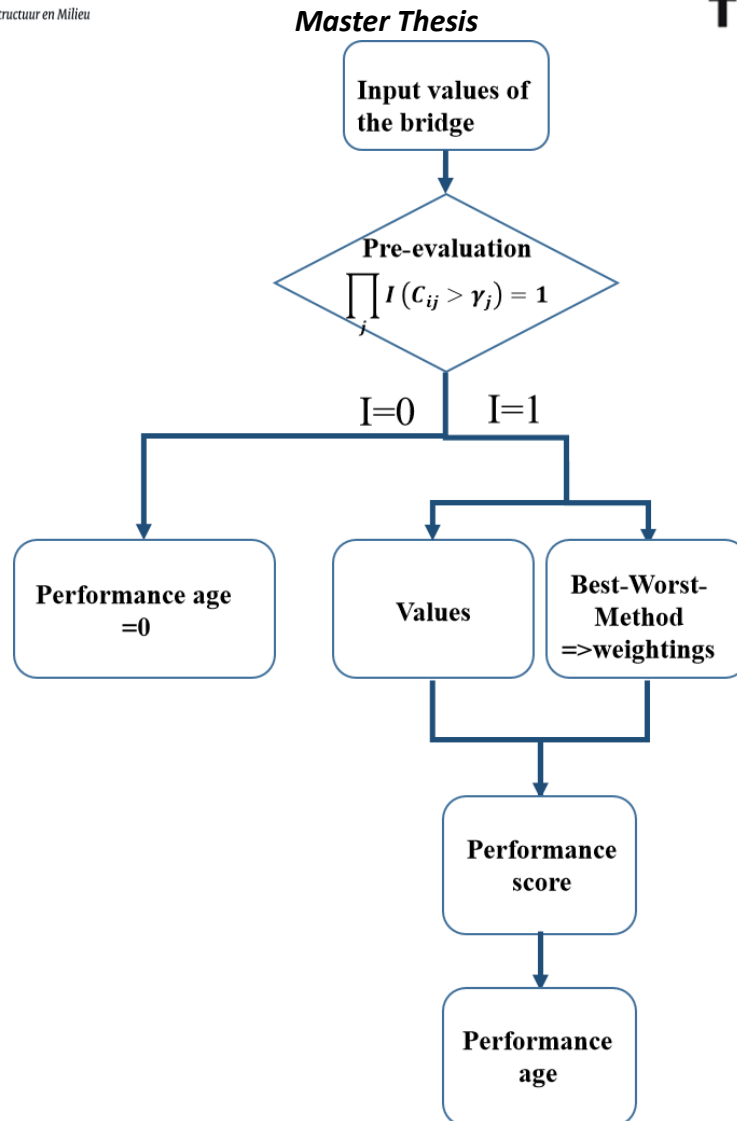 ructuur en Milieu
Master Thesis
T
Input values of
the bridge
Pre-evaluation
∏ⱼ I (Cᵢⱼ > γⱼ) = 1
I=0
I=1
Performance age
=0
Values
Best-Worst-
Method
=>weightings
Performance
score
Performance
age